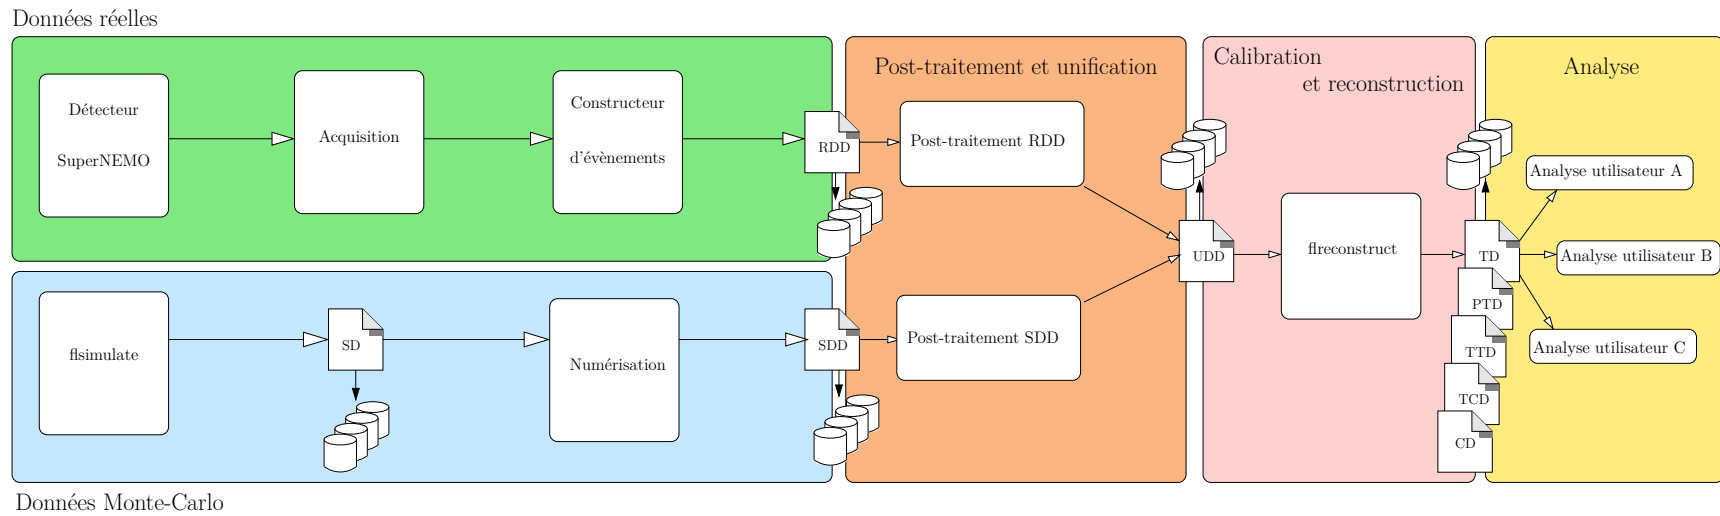 Données réelles
Détecteur
SuperNEMO
Acquisition
Constructeur
d'évènements
RDD
Post-traitement et unification
Post-traitement RDD
Calibration
et reconstruction
Analyse
UDD
flreconstruct
TD
PTD
TTD
TCD
CD
Analyse utilisateur A
Analyse utilisateur B
Analyse utilisateur C
flsimulate
SD
Numérisation
SDD
Post-traitement SDD
Données Monte-Carlo